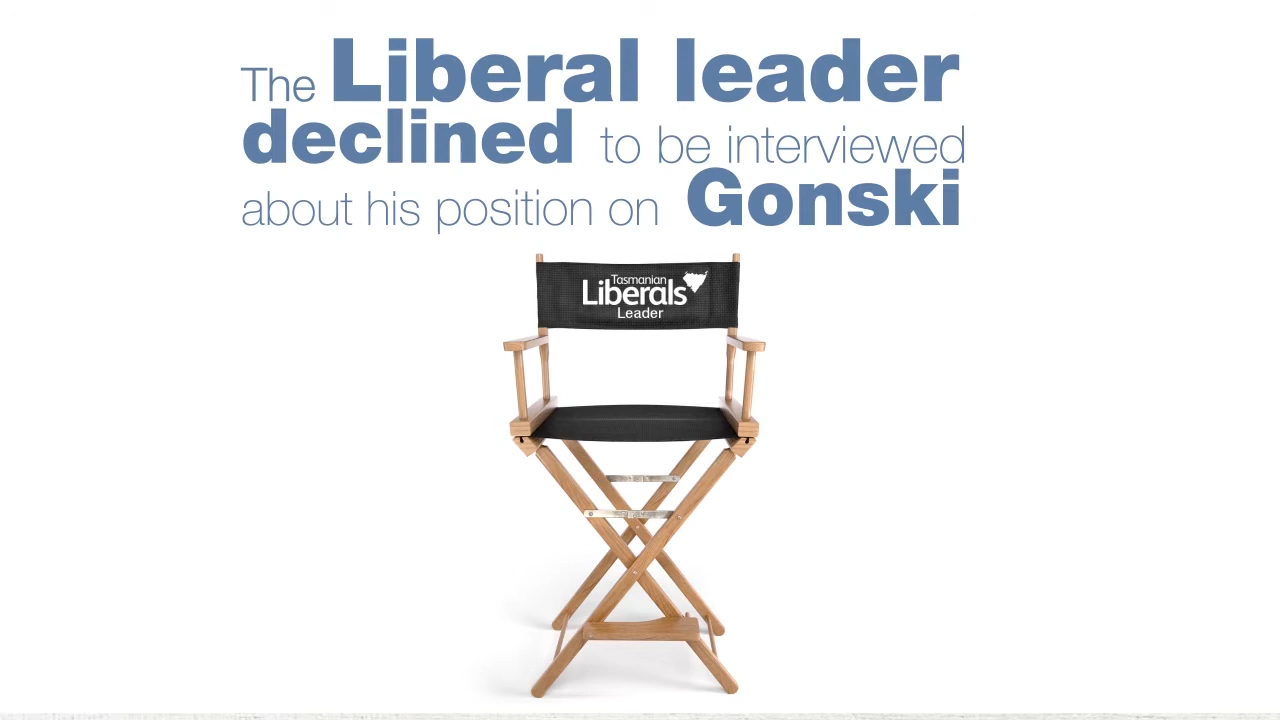 The Liberal leader
declined to be interviewed
about his position on Gonski
Tasmanian
Liberals
Leader